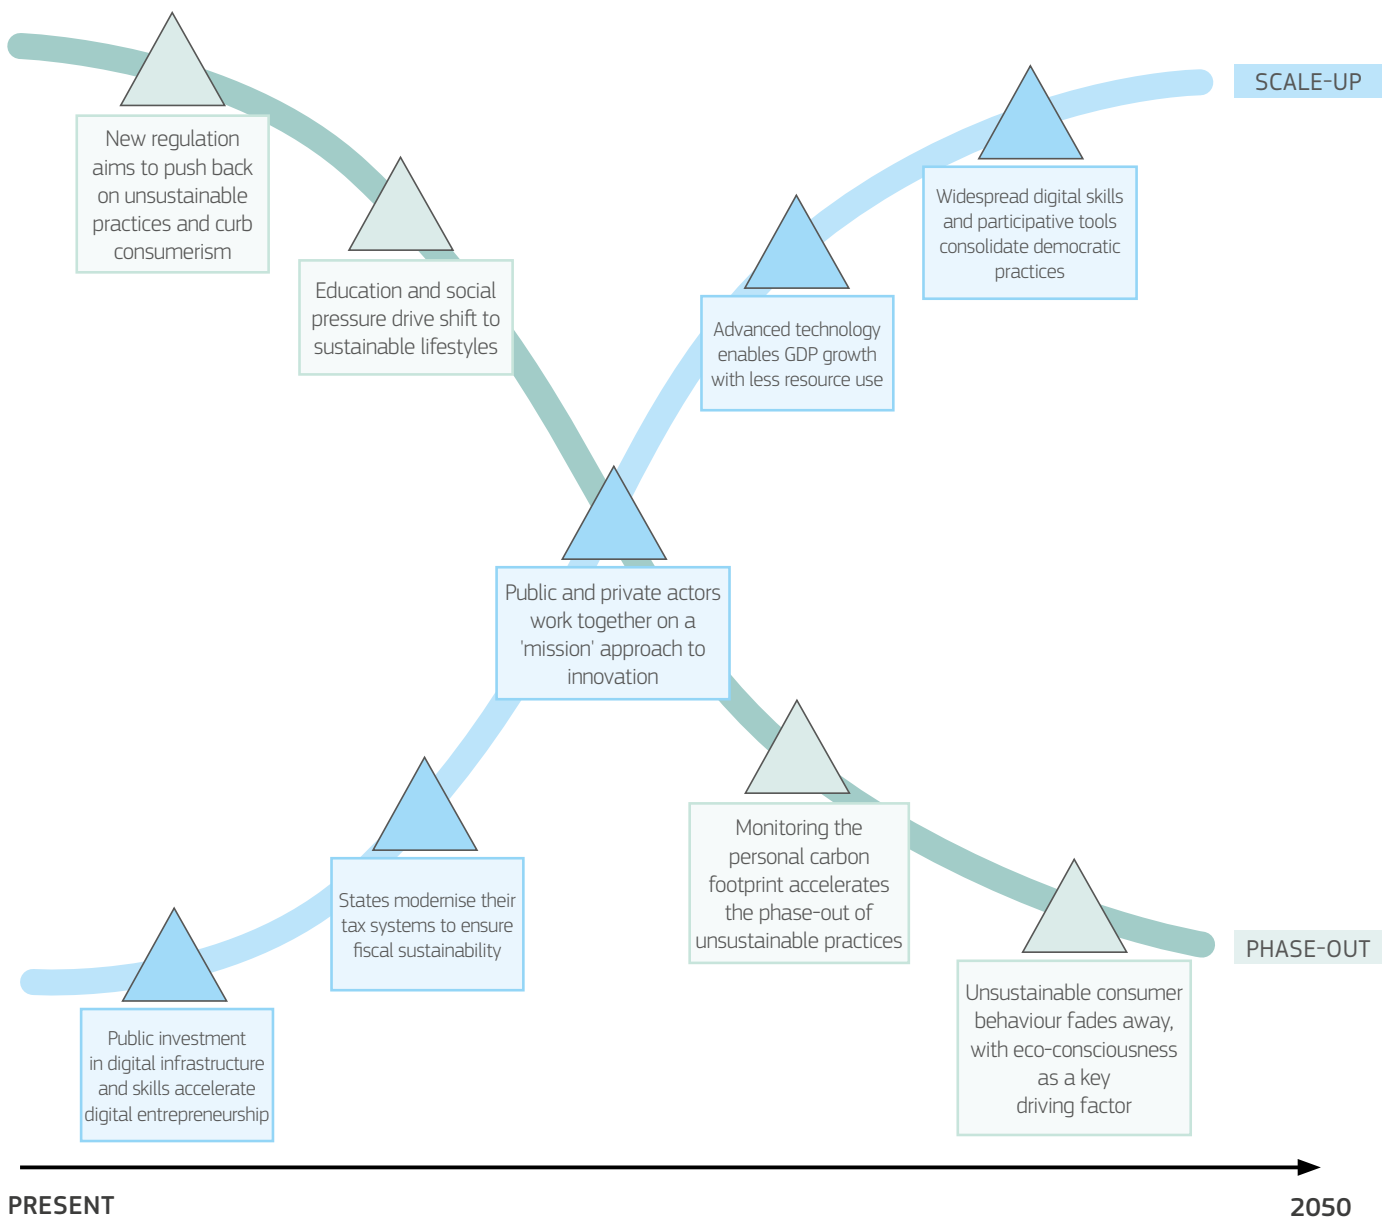 SCALE-UP
New regulation
aims to push back
on unsustainable
practices and curb
consumerism
Widespread digital skills
and participative tools
consolidate democratic
practices
Education and social
pressure drive shift to
sustainable lifestyles
Advanced technology
enables GDP growth
with less resource use
Public and private actors
work together on a
'mission' approach to
innovation
Monitoring the
personal carbon
footprint accelerates
the phase-out of
unsustainable practices
States modernise their
tax systems to ensure
fiscal sustainability
PHASE-OUT
Unsustainable consumer
behaviour fades away,
with eco-consciousness
as a key
driving factor
Public investment
in digital infrastructure
and skills accelerate
digital entrepreneurship
PRESENT
2050